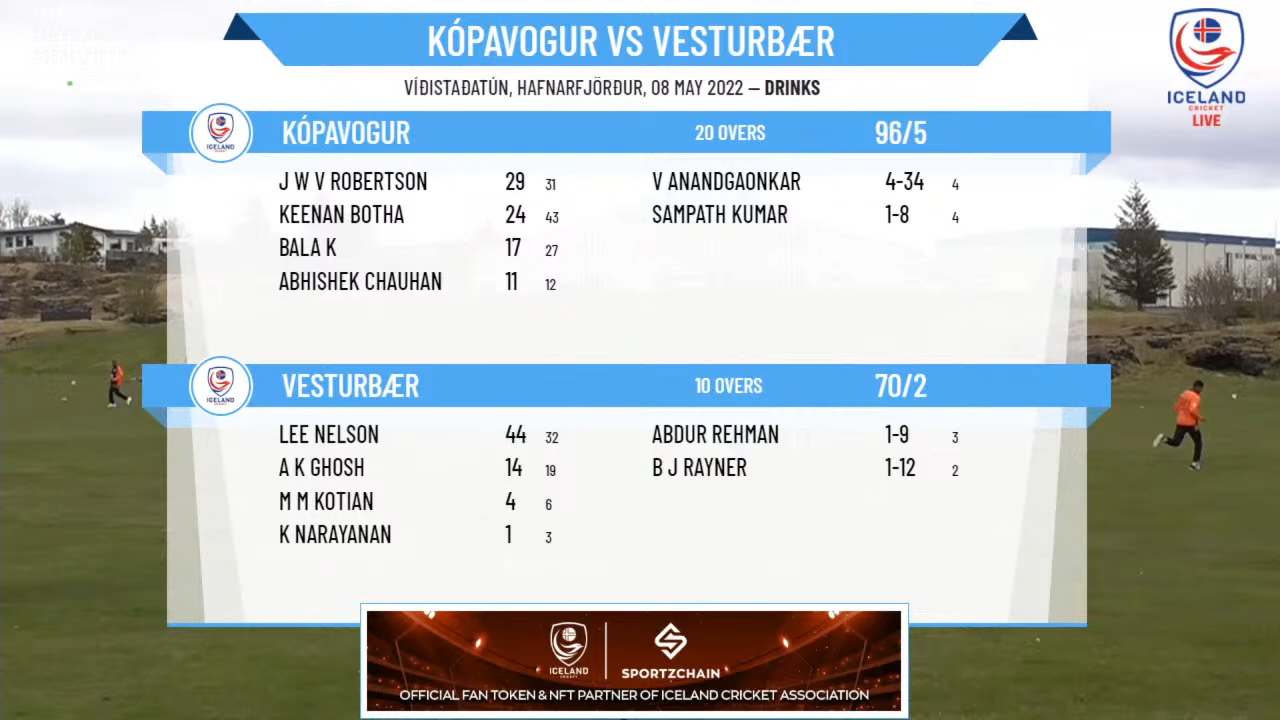 KÓPAVOGUR VS VESTURBÆR
VÍÐISTAÐATÚN, HAFNARFJÖRÐUR, 08 MAY 2022 – DRINKS
ICELAND
CRICKET
LIVE
ICELAND
KÓPAVOGUR 20 OVERS 96/5
J W V ROBERTSON 29 31 V ANANDGAONKAR 4-34 4
KEENAN BOTHA 24 43 SAMPATH KUMAR 1-8 4
BALA K 17 27
ABHISHEK CHAUHAN 11 12
ICELAND
VESTURBÆR 10 OVERS 70/2
LEE NELSON 44 32 ABDUR REHMAN 1-9 3
A K GHOSH 14 19 B J RAYNER 1-12 2
M M KOTIAN 4 6
K NARAYANAN 1 3
ICELAND
SPORTZCHAIN
OFFICIAL FAN TOKEN & NFT PARTNER OF ICELAND CRICKET ASSOCIATION